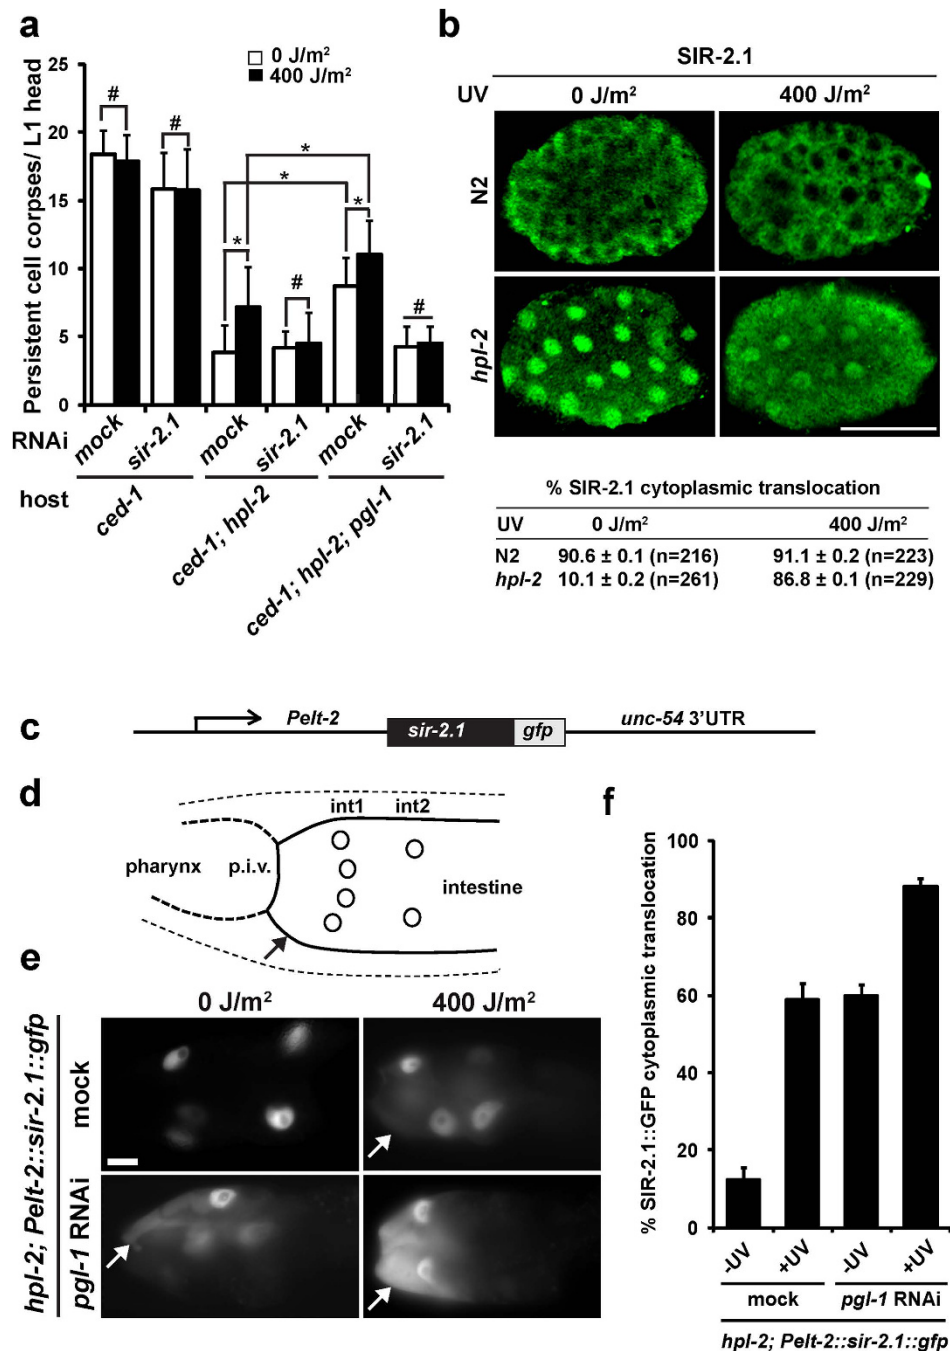 a
Persistent cell corpses/ L1 head
0 J/m²
400 J/m²
25
20
15
10
5
0
#
#
*
*
*
#
*
#
RNAi
mock
sir-2.1
mock
sir-2.1
mock
sir-2.1
host
ced-1
ced-1; hpl-2
ced-1; hpl-2; pgl-1
b
SIR-2.1
UV 0 J/m² 400 J/m²
N2
hpl-2
% SIR-2.1 cytoplasmic translocation
UV 0 J/m² 400 J/m²
N2 90.6 ± 0.1 (n=216) 91.1 ± 0.2 (n=223)
hpl-2 10.1 ± 0.2 (n=261) 86.8 ± 0.1 (n=229)
c
Pelt-2 sir-2.1 gfp unc-54 3’UTR
d
int1 int2
pharynx p.i.v. intestine
e
0 J/m² 400 J/m²
hpl-2; Pelt-2::sir-2.1::gfp
mock
pgl-1 RNAi
f
% SIR-2.1::GFP cytoplasmic translocation
100
80
60
40
20
0
-UV +UV -UV +UV
mock pgl-1 RNAi
hpl-2; Pelt-2::sir-2.1::gfp